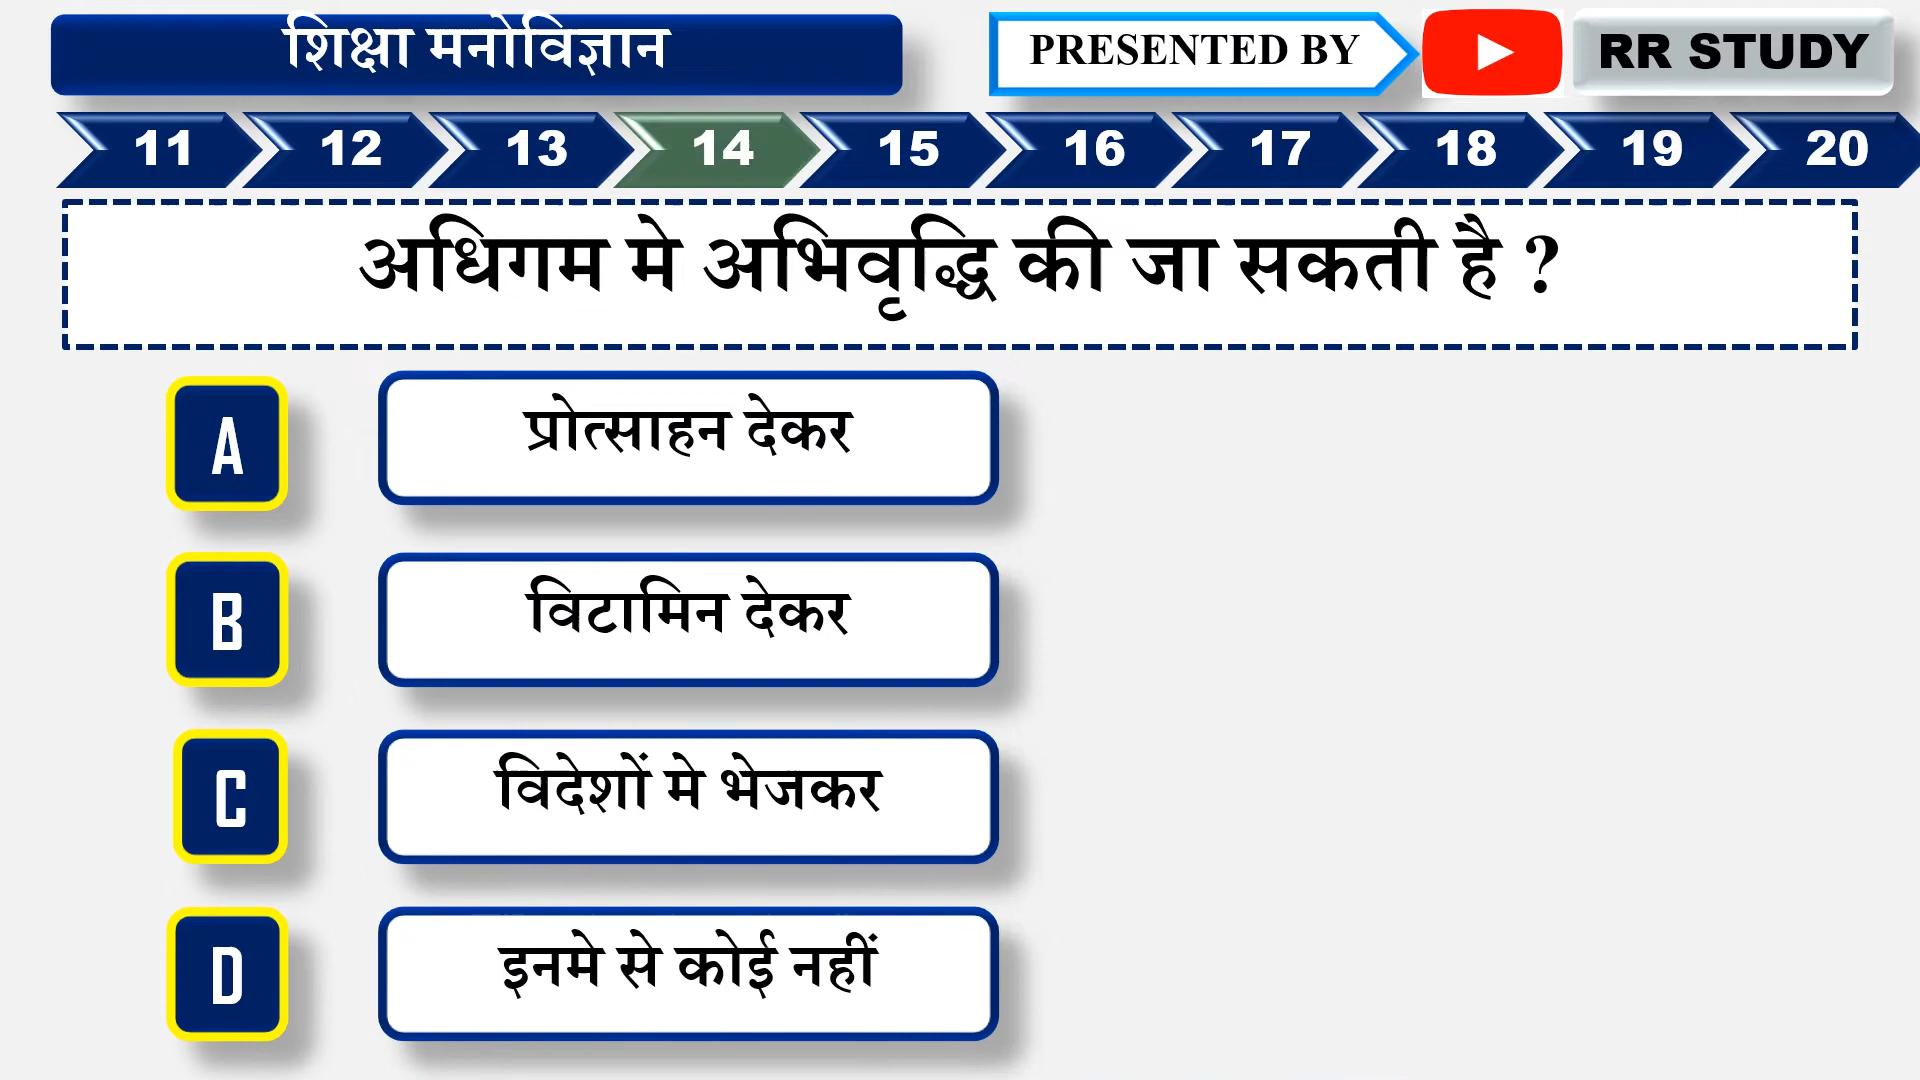 शिक्षा मनोविज्ञान
PRESENTED BY
RR STUDY
11 12 13 14 15 16 17 18 19 20
अधिगम मे अभिवृद्धि की जा सकती है ?
A प्रोत्साहन देकर
B विटामिन देकर
C विदेशों मे भेजकर
D इनमे से कोई नहीं